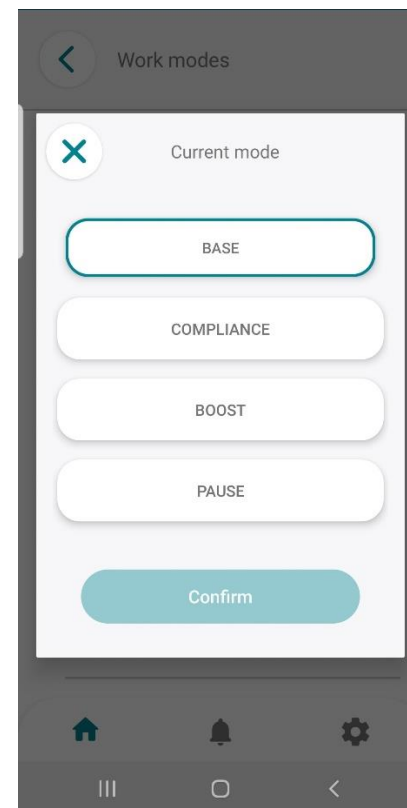 Work modes
Current mode
BASE
COMPLIANCE
BOOST
PAUSE
Confirm